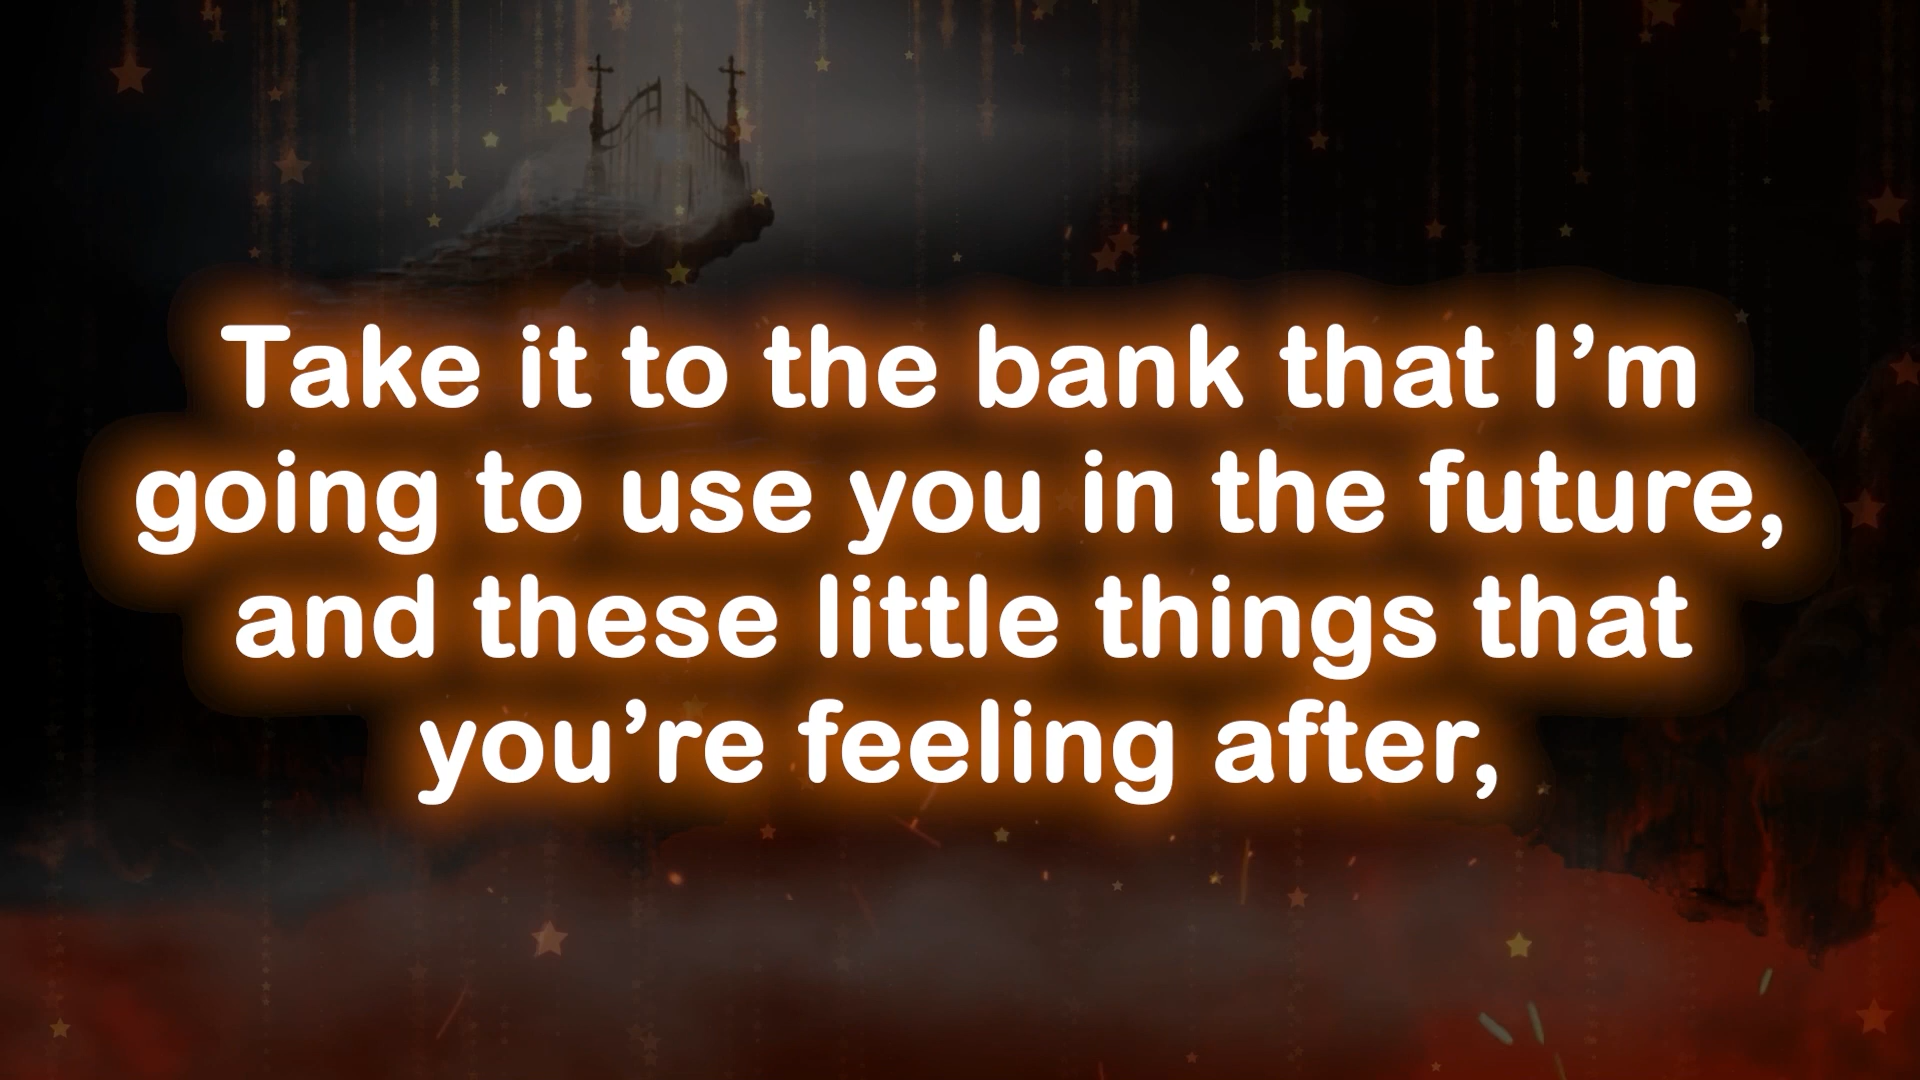 Take it to the bank that I’m
going to use you in the future,
and these little things that
you’re feeling after,